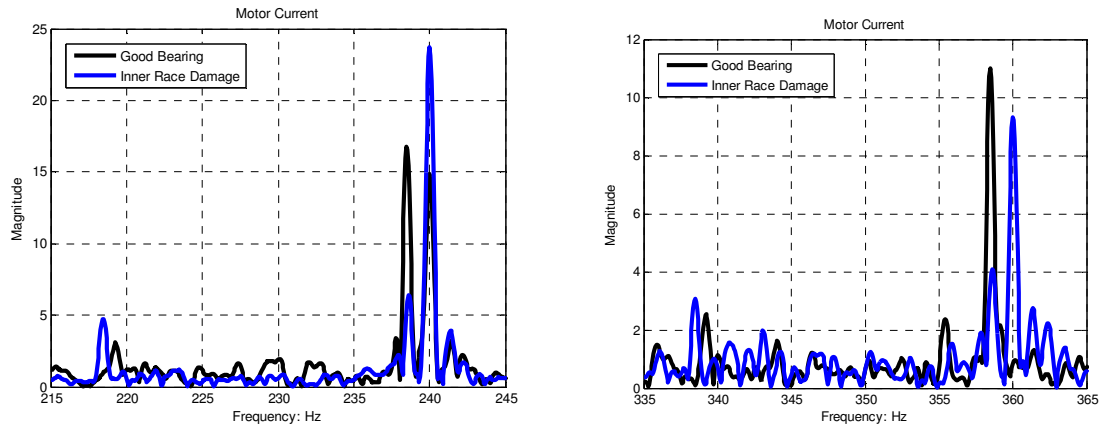 Motor Current
25
20
15
10
5
0
Magnitude
Good Bearing
Inner Race Damage
215 220 225 230 235 240 245
Frequency: Hz
Motor Current
12
10
8
6
4
2
0
Magnitude
Good Bearing
Inner Race Damage
335 340 345 350 355 360 365
Frequency: Hz